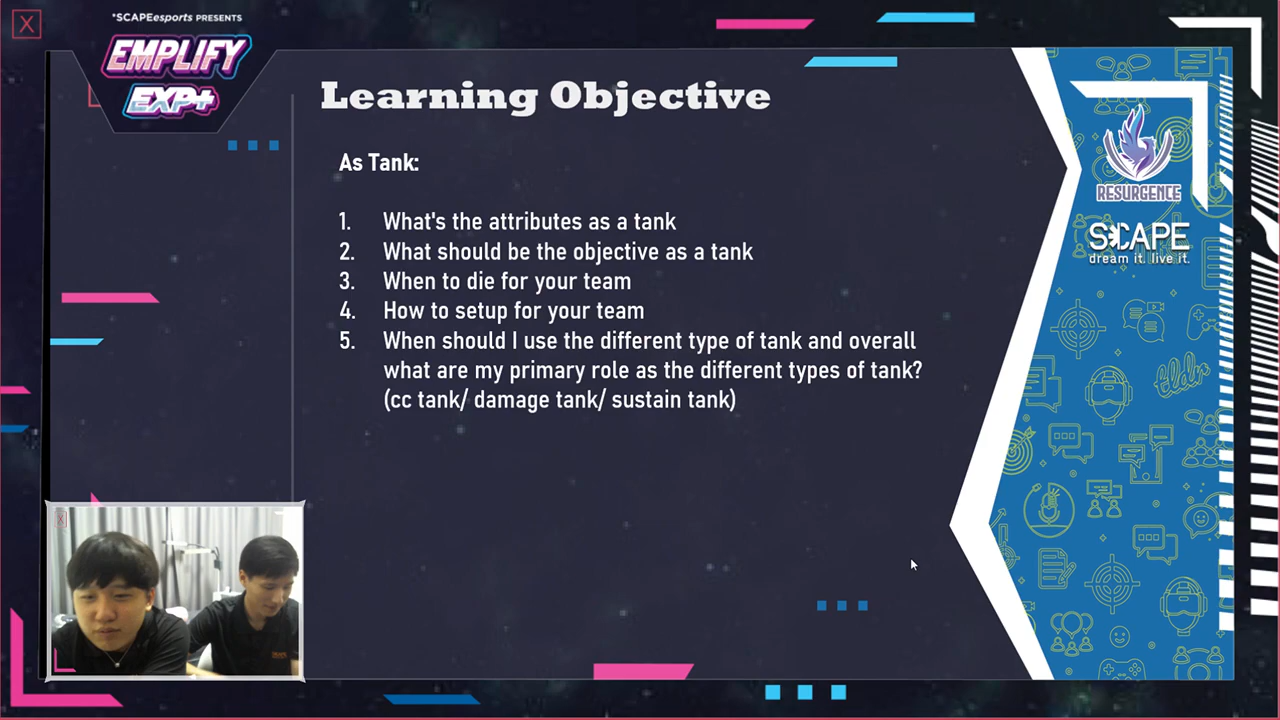 *SCAPEesports PRESENTS
EMPLIFY
EXP+
Learning Objective
As Tank:
1. What's the attributes as a tank
2. What should be the objective as a tank
3. When to die for your team
4. How to setup for your team
5. When should I use the different type of tank and overall
what are my primary role as the different types of tank?
(cc tank/ damage tank/ sustain tank)
RESURGENCE
S*CAPE
dream it. live it.
tldr
X
X